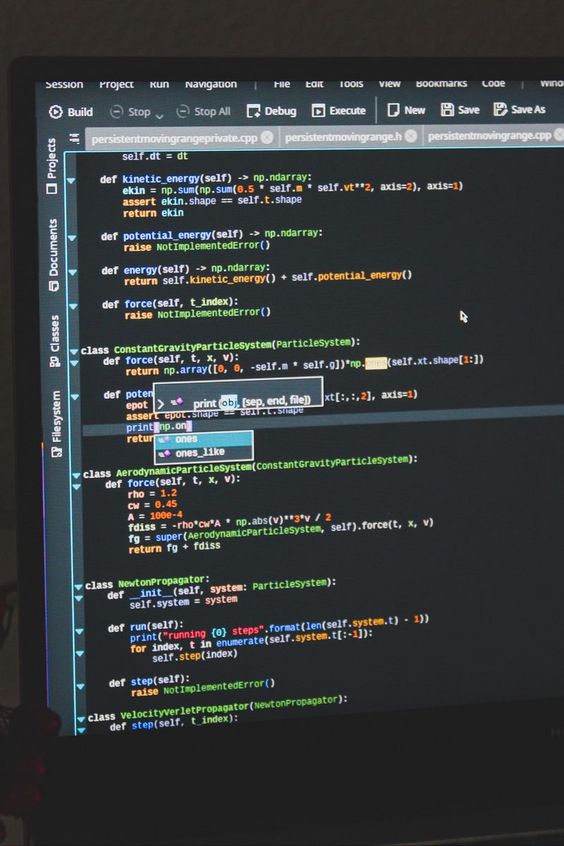 Session Project Run Navigation File Edit Tools View Bookmarks Code
Build Stop Stop All Debug Execute New Save Save As
persistentmovingrangeprivate.cpp persistentmovingrange.h persistentmovingrange.cpp
Projects
Documents
Classes
Filesystem
self.dt = dt
def kinetic_energy(self) -> np.ndarray:
ekin = np.sum(np.sum(0.5 * self.m * self.vt**2, axis=2), axis=1)
assert ekin.shape == self.t.shape
return ekin
def potential_energy(self) -> np.ndarray:
raise NotImplementedError()
def energy(self) -> np.ndarray:
return self.kinetic_energy() + self.potential_energy()
def force(self, t_index):
raise NotImplementedError()
class ConstantGravityParticleSystem(ParticleSystem):
def force(self, t, x, v):
return np.array([0, 0, -self.m * self.g])*np.ones(self.xt.shape[1:])
def poten
print (obj, [sep, end, file])
epot xt[:,:,2], axis=1)
assert epot.shape == self.t.shape
print(np.on)
retur ones
ones_like
class AerodynamicParticleSystem(ConstantGravityParticleSystem):
def force(self, t, x, v):
rho = 1.2
cw = 0.45
A = 100e-4
fdiss = -rho*cw*A * np.abs(v)**3*v / 2
fg = super(AerodynamicParticleSystem, self).force(t, x, v)
return fg + fdiss
class NewtonPropagator:
def __init__(self, system: ParticleSystem):
self.system = system
def run(self):
print("running {0} steps".format(len(self.system.t) - 1))
for index, t in enumerate(self.system.t[:-1]):
self.step(index)
def step(self):
raise NotImplementedError()
class VelocityVerletPropagator(NewtonPropagator):
def step(self, t_index):